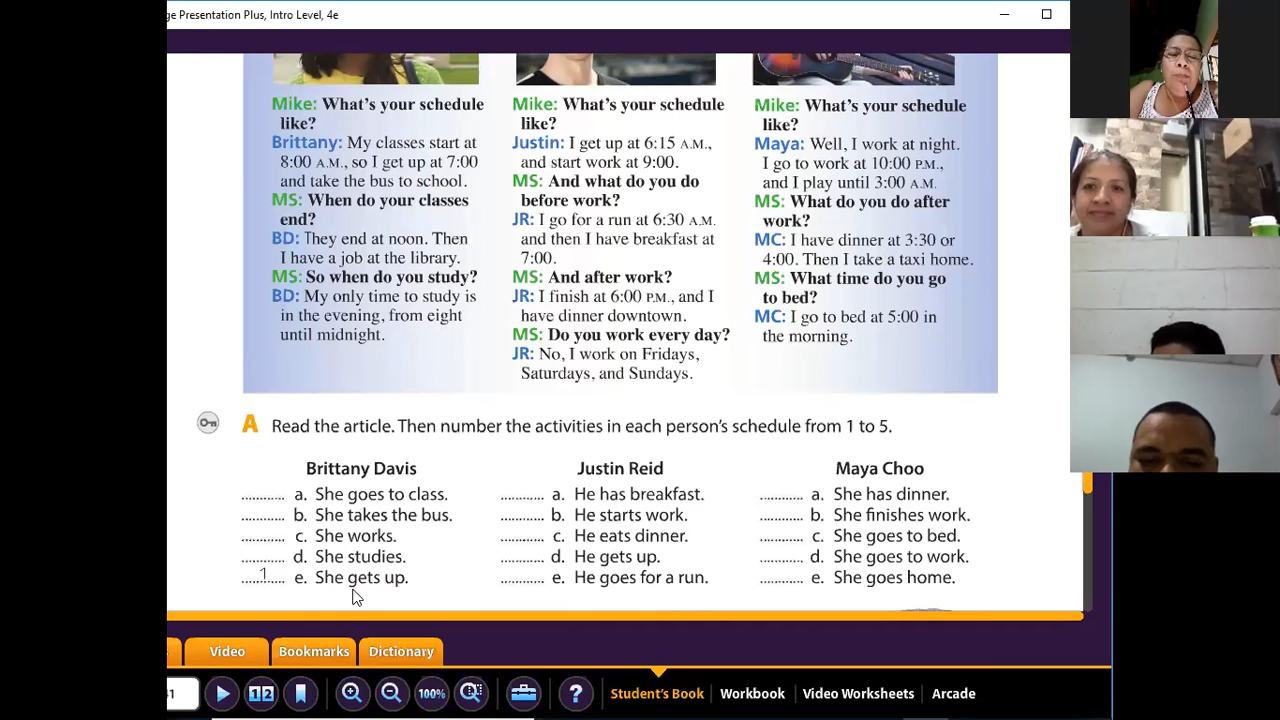 ge Presentation Plus, Intro Level, 4e
Mike: What's your schedule
like?
Brittany: My classes start at
8:00 A.M., so I get up at 7:00
and take the bus to school.
MS: When do your classes
end?
BD: They end at noon. Then
I have a job at the library.
MS: So when do you study?
BD: My only time to study is
in the evening, from eight
until midnight.
Mike: What's your schedule
like?
Justin: I get up at 6:15 A.M.,
and start work at 9:00.
MS: And what do you do
before work?
JR: I go for a run at 6:30 A.M.
and then I have breakfast at
7:00.
MS: And after work?
JR: I finish at 6:00 P.M., and I
have dinner downtown.
MS: Do you work every day?
JR: No, I work on Fridays,
Saturdays, and Sundays.
Mike: What's your schedule
like?
Maya: Well, I work at night.
I go to work at 10:00 P.M.,
and I play until 3:00 A.M.
MS: What do you do after
work?
MC: I have dinner at 3:30 or
4:00. Then I take a taxi home.
MS: What time do you go
to bed?
MC: I go to bed at 5:00 in
the morning.
A Read the article. Then number the activities in each person's schedule from 1 to 5.
Brittany Davis
............ a. She goes to class.
............ b. She takes the bus.
............ c. She works.
............ d. She studies.
.....1..... e. She gets up.
Justin Reid
............ a. He has breakfast.
............ b. He starts work.
............ c. He eats dinner.
............ d. He gets up.
............ e. He goes for a run.
Maya Choo
............ a. She has dinner.
............ b. She finishes work.
............ c. She goes to bed.
............ d. She goes to work.
............ e. She goes home.
Video Bookmarks Dictionary
1 2 100% ? Student's Book Workbook Video Worksheets Arcade